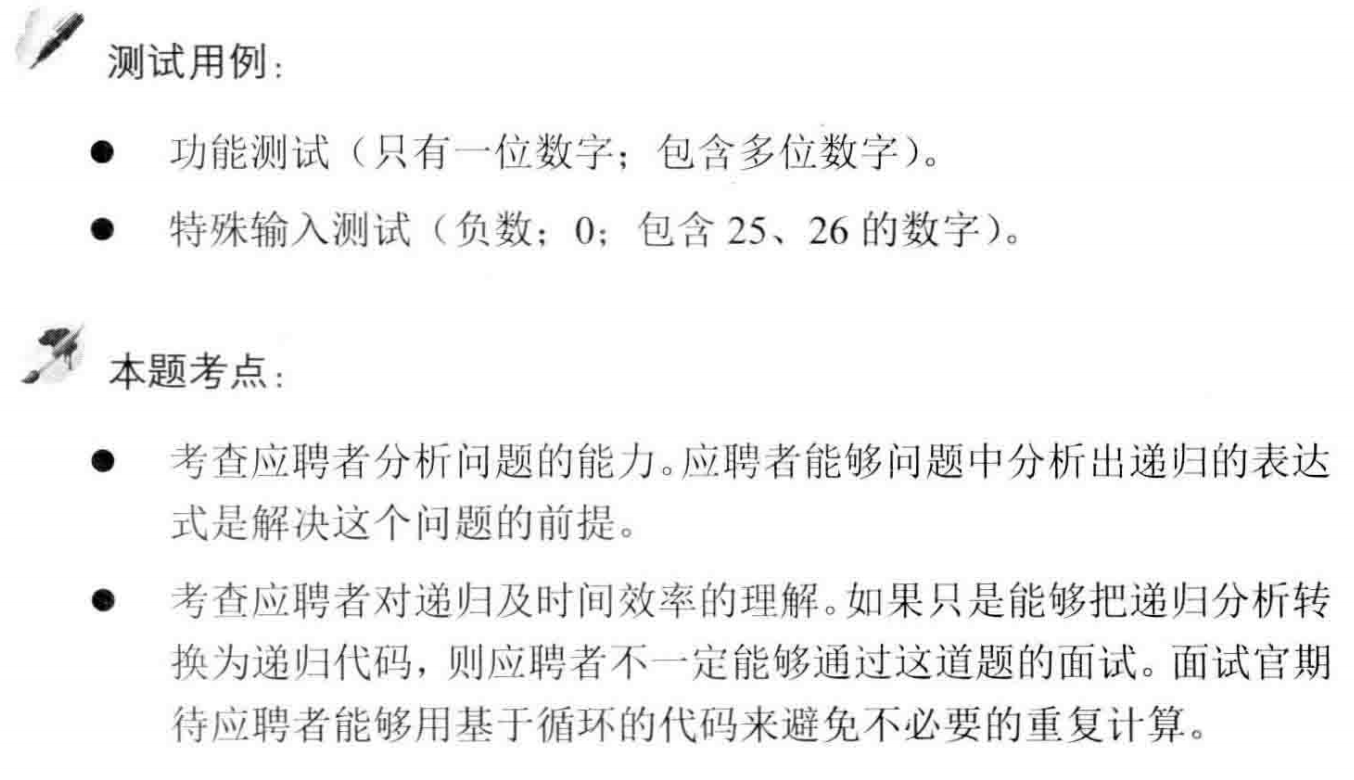 测试用例：
● 功能测试（只有一位数字；包含多位数字）。
● 特殊输入测试（负数；0；包含 25、26 的数字）。
本题考点：
● 考查应聘者分析问题的能力。应聘者能够问题中分析出递归的表达
式是解决这个问题的前提。
● 考查应聘者对递归及时间效率的理解。如果只是能够把递归分析转
换为递归代码，则应聘者不一定能够通过这道题的面试。面试官期
待应聘者能够用基于循环的代码来避免不必要的重复计算。